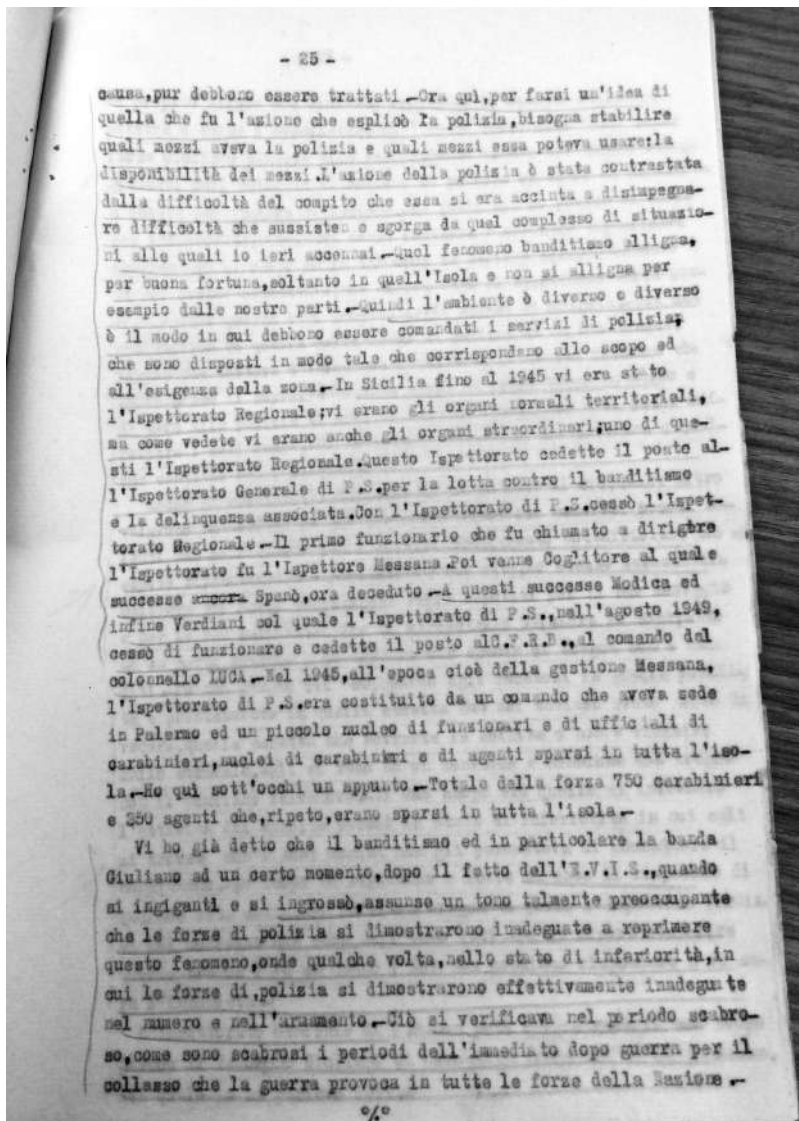 - 25 -
causa,pur debbono essere trattati.-Ora quì,per farsi un'idea di
quella che fu l'azione che esplicò la polizia,bisogna stabilire
quali mezzi aveva la polizia e quali mezzi essa poteva usare:la
disponibilità dei mezzi.L'azione della polizia è stata contrastata
dalla difficoltà del compito che essa si era accinta a disimpegna-
re difficoltà che sussisten e sgorga da quel complesso di situazio-
ni alle quali io ieri accennai.-Quel fenomeno banditismo alligna,
per buona fortuna,soltanto in quell'Isola e non si alligna per
esempio dalle nostre parti.-Quindi l'ambiente è diverso e diverso
è il modo in cui debbono essere comandati i servizi di polizia;
che sono disposti in modo tale che corrispondano allo scopo ed
all'esigenza della zona.-In Sicilia fino al 1945 vi era stato
l'Ispettorato Regionale;vi erano gli organi normali territoriali,
ma come vedete vi erano anche gli organi straordinari;uno di que-
sti l'Ispettorato Regionale.Questo Ispettorato cedette il posto al-
l'Ispettorato Generale di P.S.per la lotta contro il banditismo
e la delinquenza associata.Con l'Ispettorato di P.S.cessò l'Ispet-
torato Regionale.-Il primo funzionario che fu chiamato a dirigere
l'Ispettorato fu l'Ispettore Messana.Poi venne Coglitore al quale
successe ancora Spanò,ora deceduto.-A questi successe Modica ed
infine Verdiani col quale l'Ispettorato di P.S.,nell'agosto 1949,
cessò di funzionare e cedette il posto alC.F.R.B.,al comando del
colonnello LUCA.-Nel 1945,all'epoca cioè della gestione Messana,
l'Ispettorato di P.S.era costituito da un comando che aveva sede
in Palermo ed un piccolo nucleo di funzionari e di ufficiali di
carabinieri,nuclei di carabinieri e di agenti sparsi in tutta l'iso-
la.-Ho qui sott'occhi un appunto.-Totale della forza 750 carabinieri
e 350 agenti che,ripeto,erano sparsi in tutta l'isola.-
Vi ho già detto che il banditismo ed in particolare la banda
Giuliano ad un certo momento,dopo il fatto dell'E.V.I.S.,quando
si ingiganti e si ingrossò,assunse un tono talmente preoccupante
che le forze di polizia si dimostrarono inadeguate a reprimere
questo fenomeno,onde qualche volta,nello stato di inferiorità,in
cui le forze di,polizia si dimostrarono effettivamente inadeguate
nel numero e nell'armamento.-Ciò si verificava nel periodo scabro-
so,come sono scabrosi i periodi dell'immediato dopo guerra per il
collasso che la guerra provoca in tutte le forze della Nazione.-
°/°